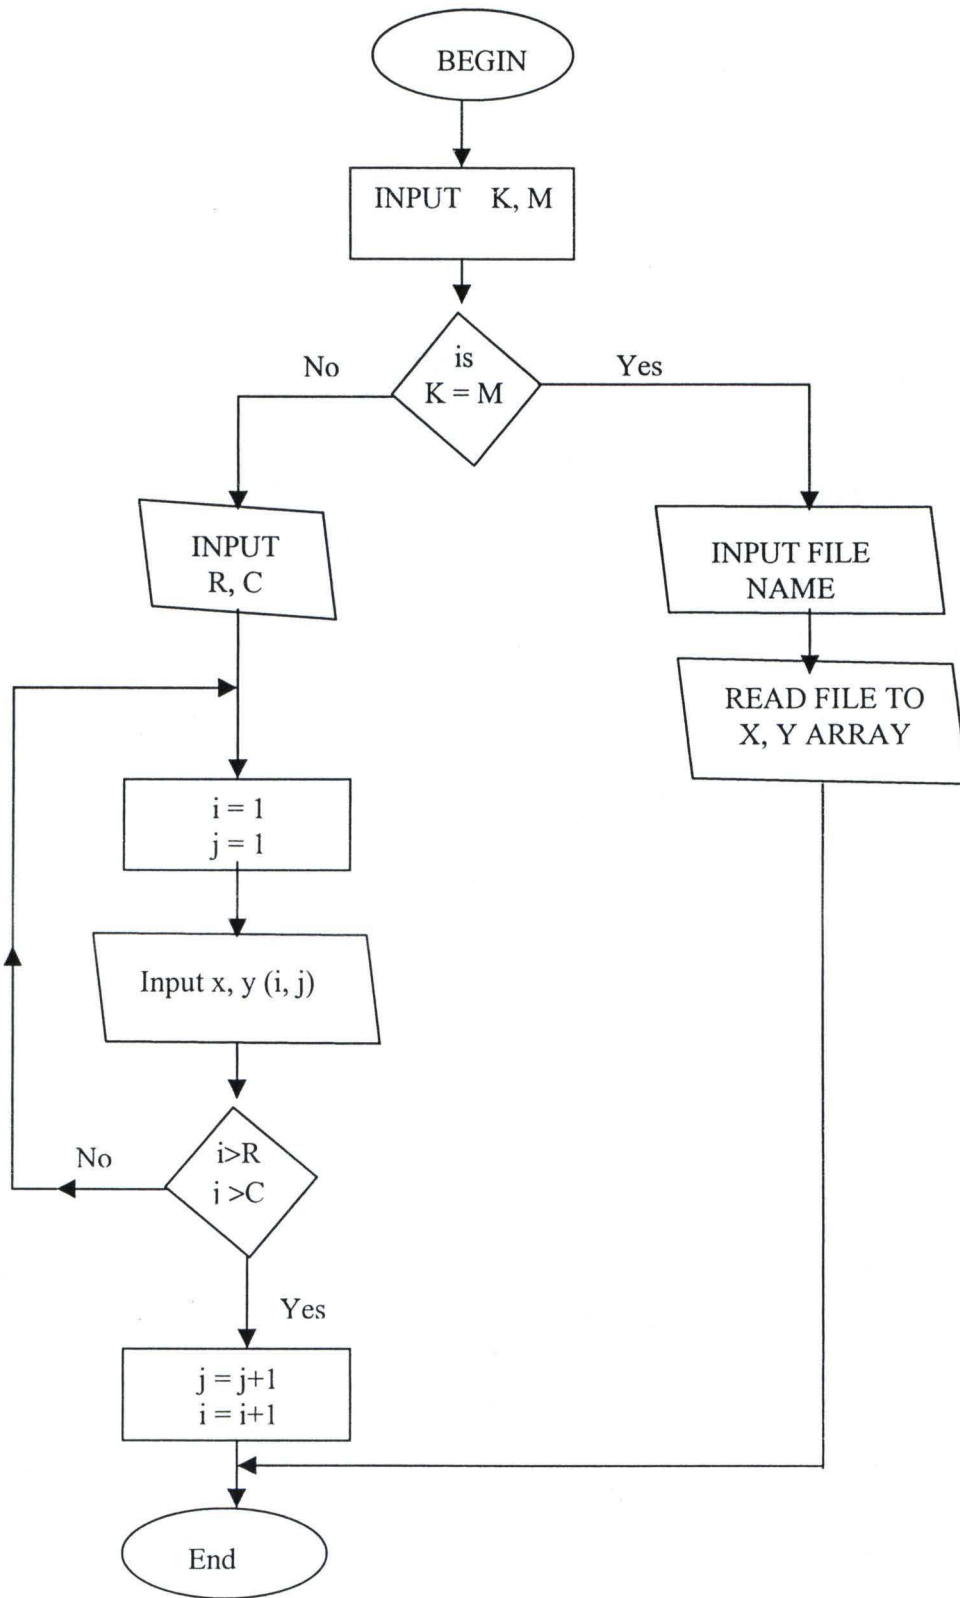 BEGIN
INPUT K, M
is
K = M
No
Yes
INPUT
R, C
INPUT FILE
NAME
READ FILE TO
X, Y ARRAY
i = 1
j = 1
Input x, y (i, j)
i>R
j >C
No
Yes
j = j+1
i = i+1
End